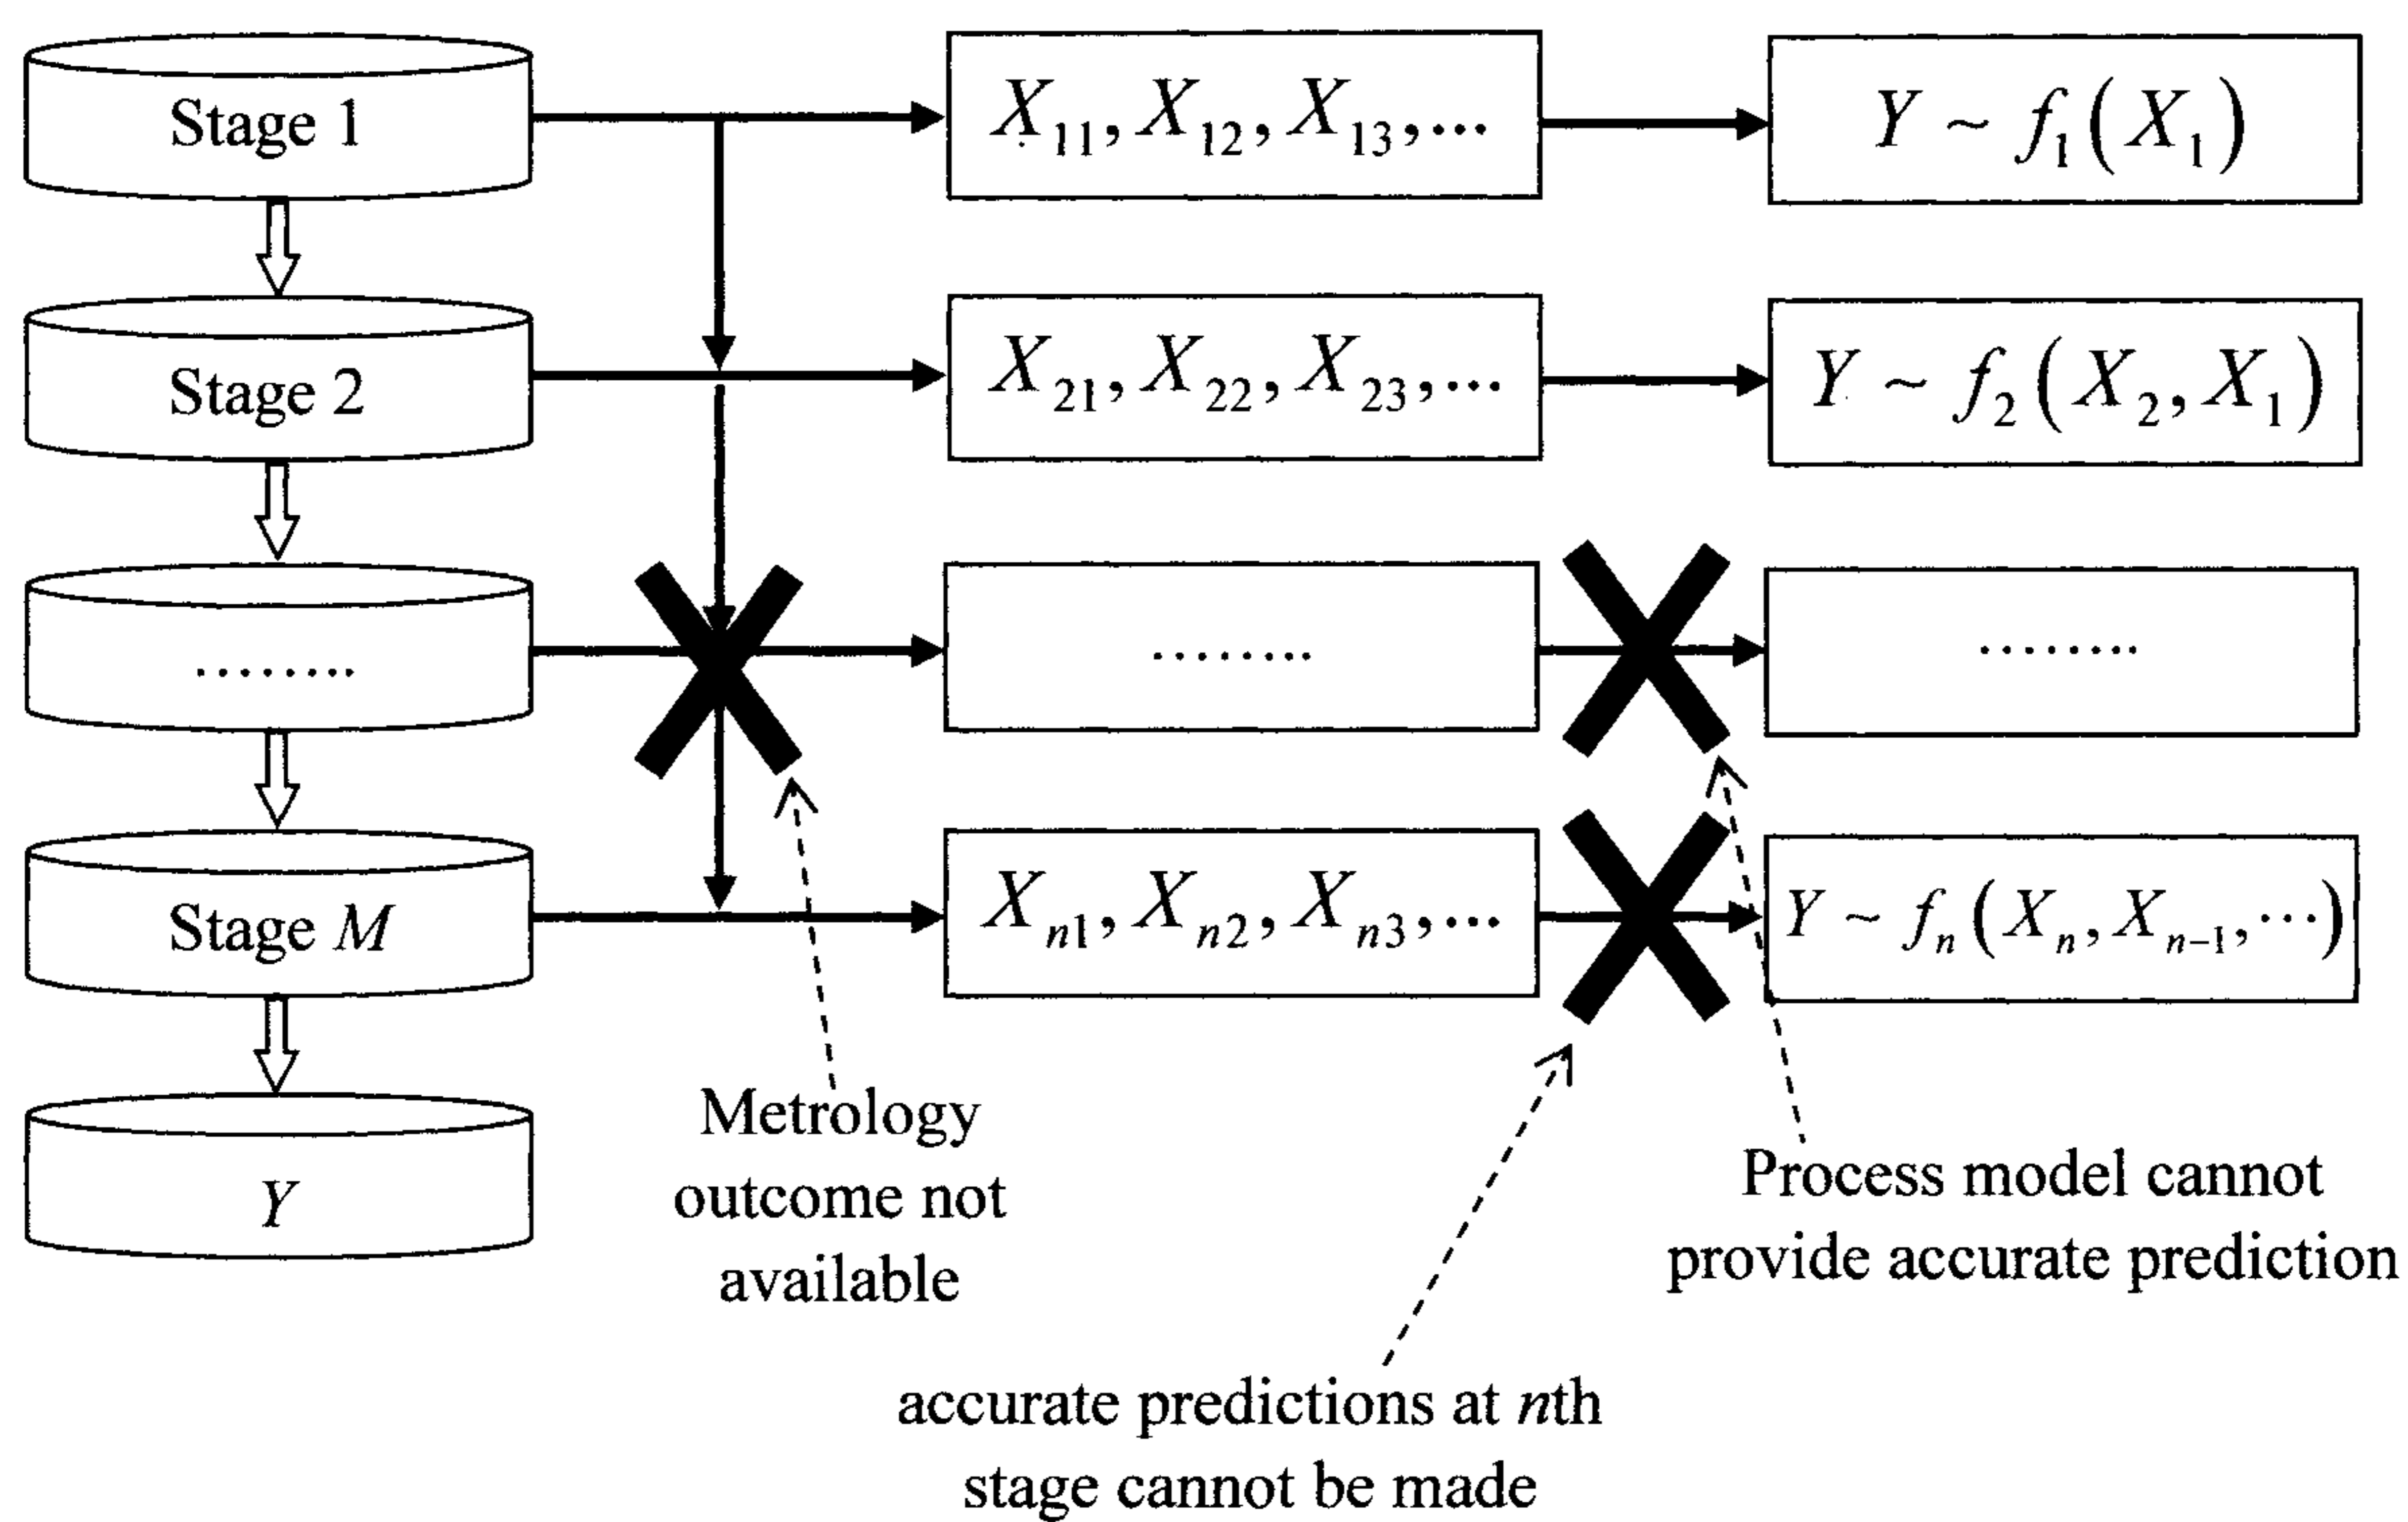 Stage 1
X₁₁, X₁₂, X₁₃,...
Y ~ f₁(X₁)
Stage 2
X₂₁, X₂₂, X₂₃,...
Y ~ f₂(X₂, X₁)
........
........
........
Stage M
Xₙ₁, Xₙ₂, Xₙ₃,...
Y ~ fₙ(Xₙ, Xₙ₋₁, ⋯)
Y
Metrology
outcome not
available
Process model cannot
provide accurate prediction
accurate predictions at nth
stage cannot be made